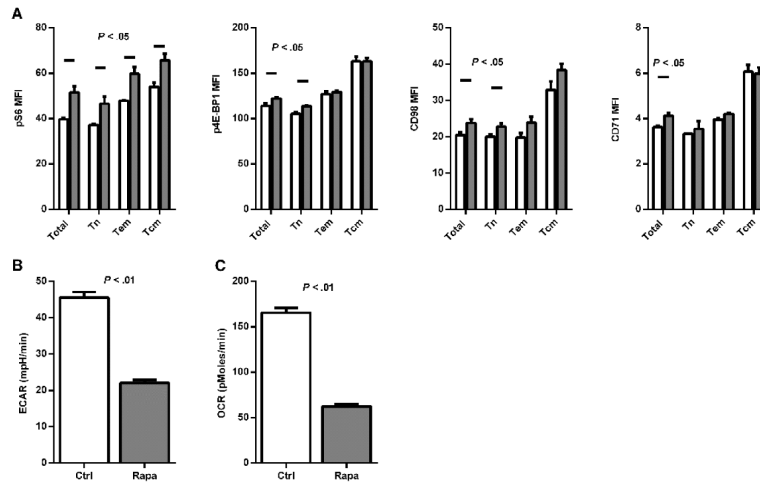 A
P < .05
pS6 MFI
80
60
40
20
0
Total
Tn
Tem
Tcm
P < .05
p4E-BP1 MFI
200
150
100
50
0
Total
Tn
Tem
Tcm
P < .05
CD98 MFI
50
40
30
20
10
0
Total
Tn
Tem
Tcm
P < .05
CD71 MFI
8
6
4
2
0
Total
Tn
Tem
Tcm
B
P < .01
ECAR (mpH/min)
50
40
30
20
10
0
Ctrl
Rapa
C
P < .01
OCR (pMoles/min)
200
150
100
50
0
Ctrl
Rapa